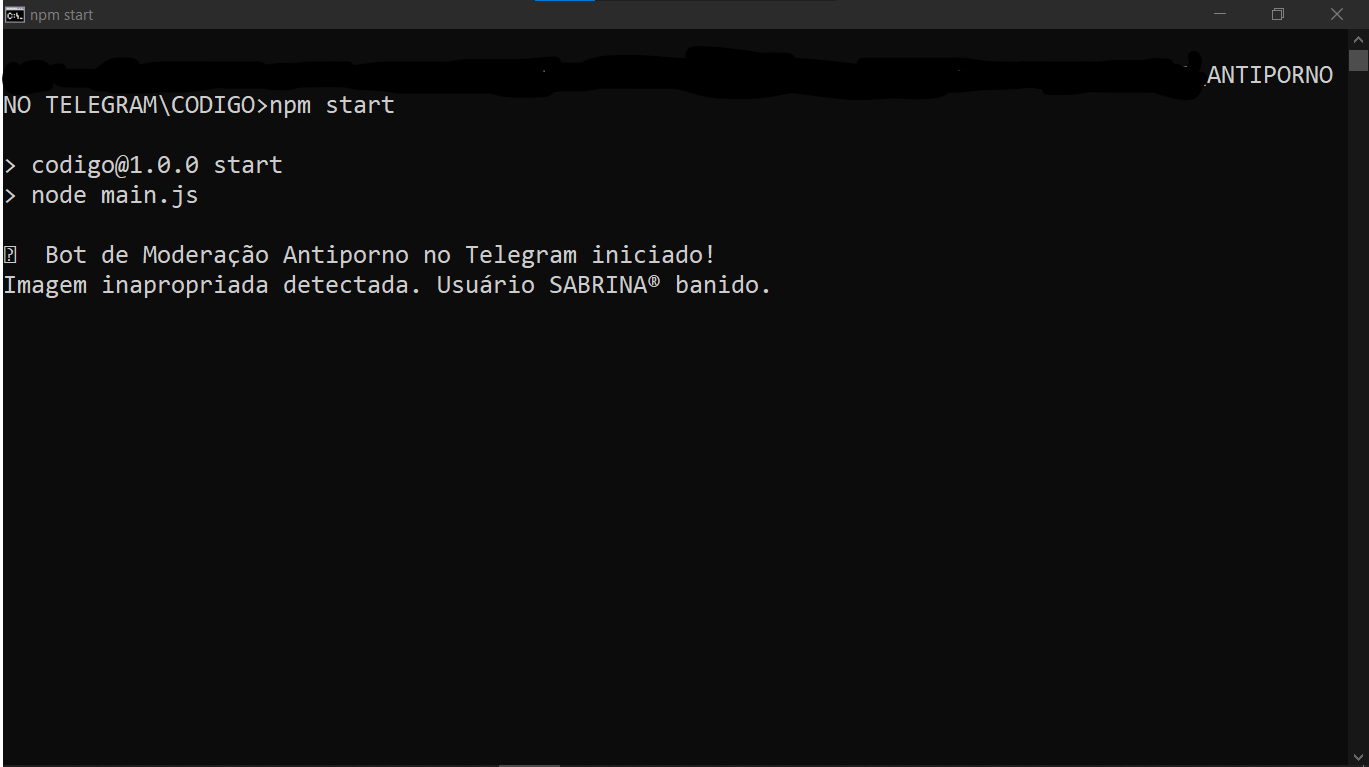 npm start
ANTIPORNO
NO TELEGRAM\CODIGO>npm start
> codigo@1.0.0 start
> node main.js
Bot de Moderação Antiporno no Telegram iniciado!
Imagem inapropriada detectada. Usuário SABRINA® banido.